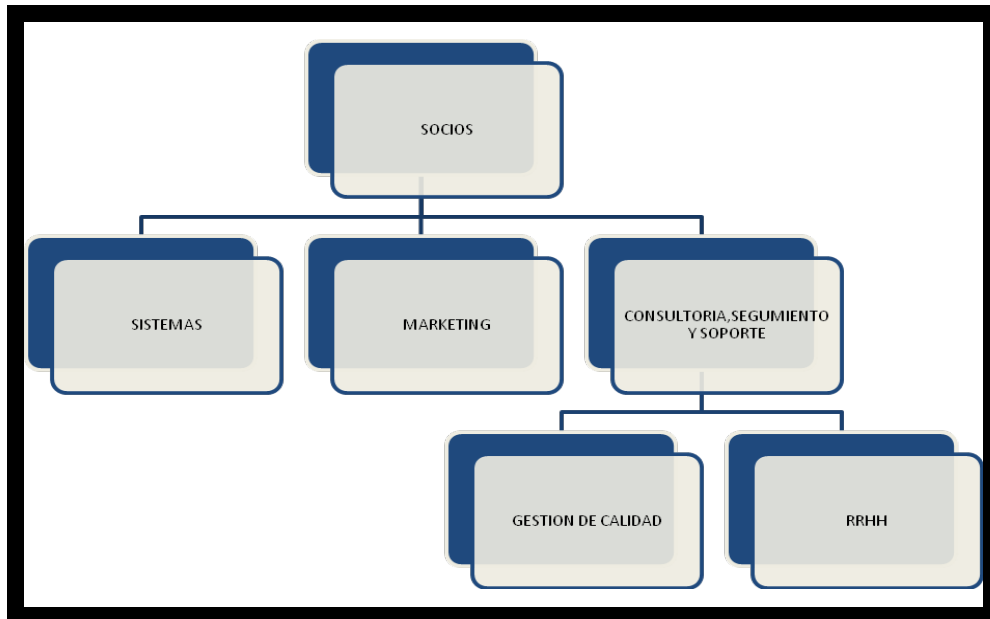 SOCIOS
SISTEMAS
MARKETING
CONSULTORIA,SEGUMIENTO
Y SOPORTE
GESTION DE CALIDAD
RRHH